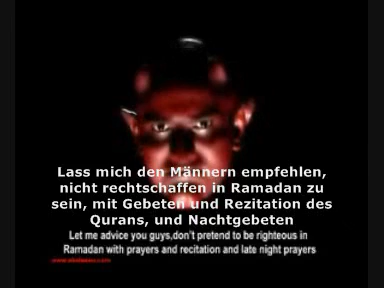 Lass mich den Männern empfehlen,
nicht rechtschaffen in Ramadan zu
sein, mit Gebeten und Rezitation des
Qurans, und Nachtgebeten
Let me advice you guys,don't pretend to be righteous in
Ramadan with prayers and recitation and late night prayers